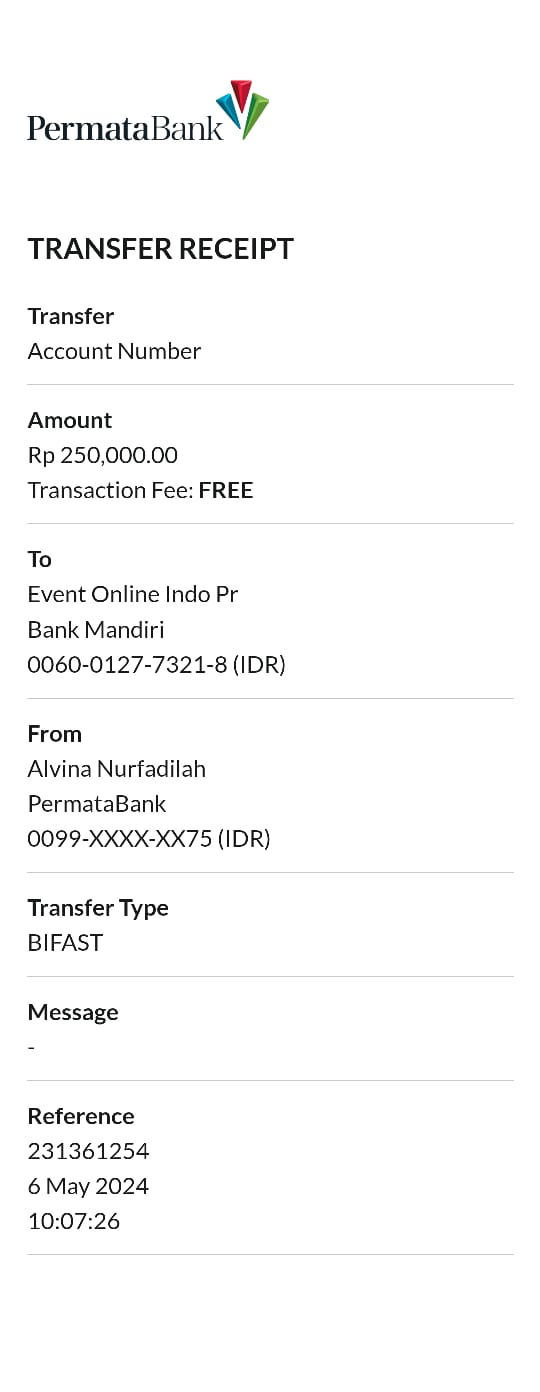 PermataBank
TRANSFER RECEIPT
Transfer
Account Number
Amount
Rp 250,000.00
Transaction Fee: FREE
To
Event Online Indo Pr
Bank Mandiri
0060-0127-7321-8 (IDR)
From
Alvina Nurfadilah
PermataBank
0099-XXXX-XX75 (IDR)
Transfer Type
BIFAST
Message
-
Reference
231361254
6 May 2024
10:07:26